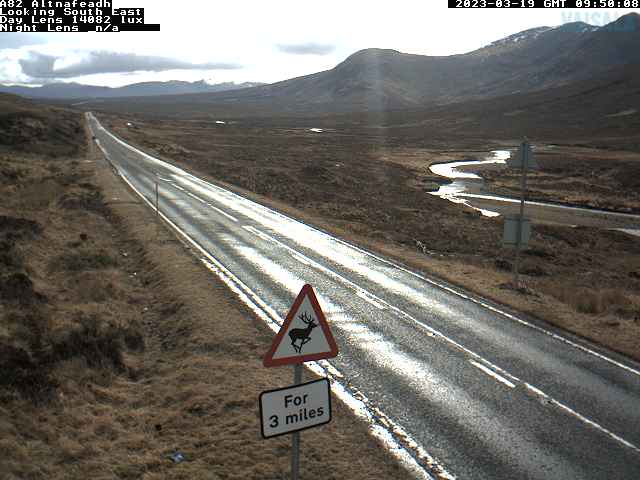 A82 Altnafeadh
Looking South East
Day Lens 14082 lux
Night Lens  n/a
2023-03-19 GMT 09:50:08
VAISALA
For
3 miles